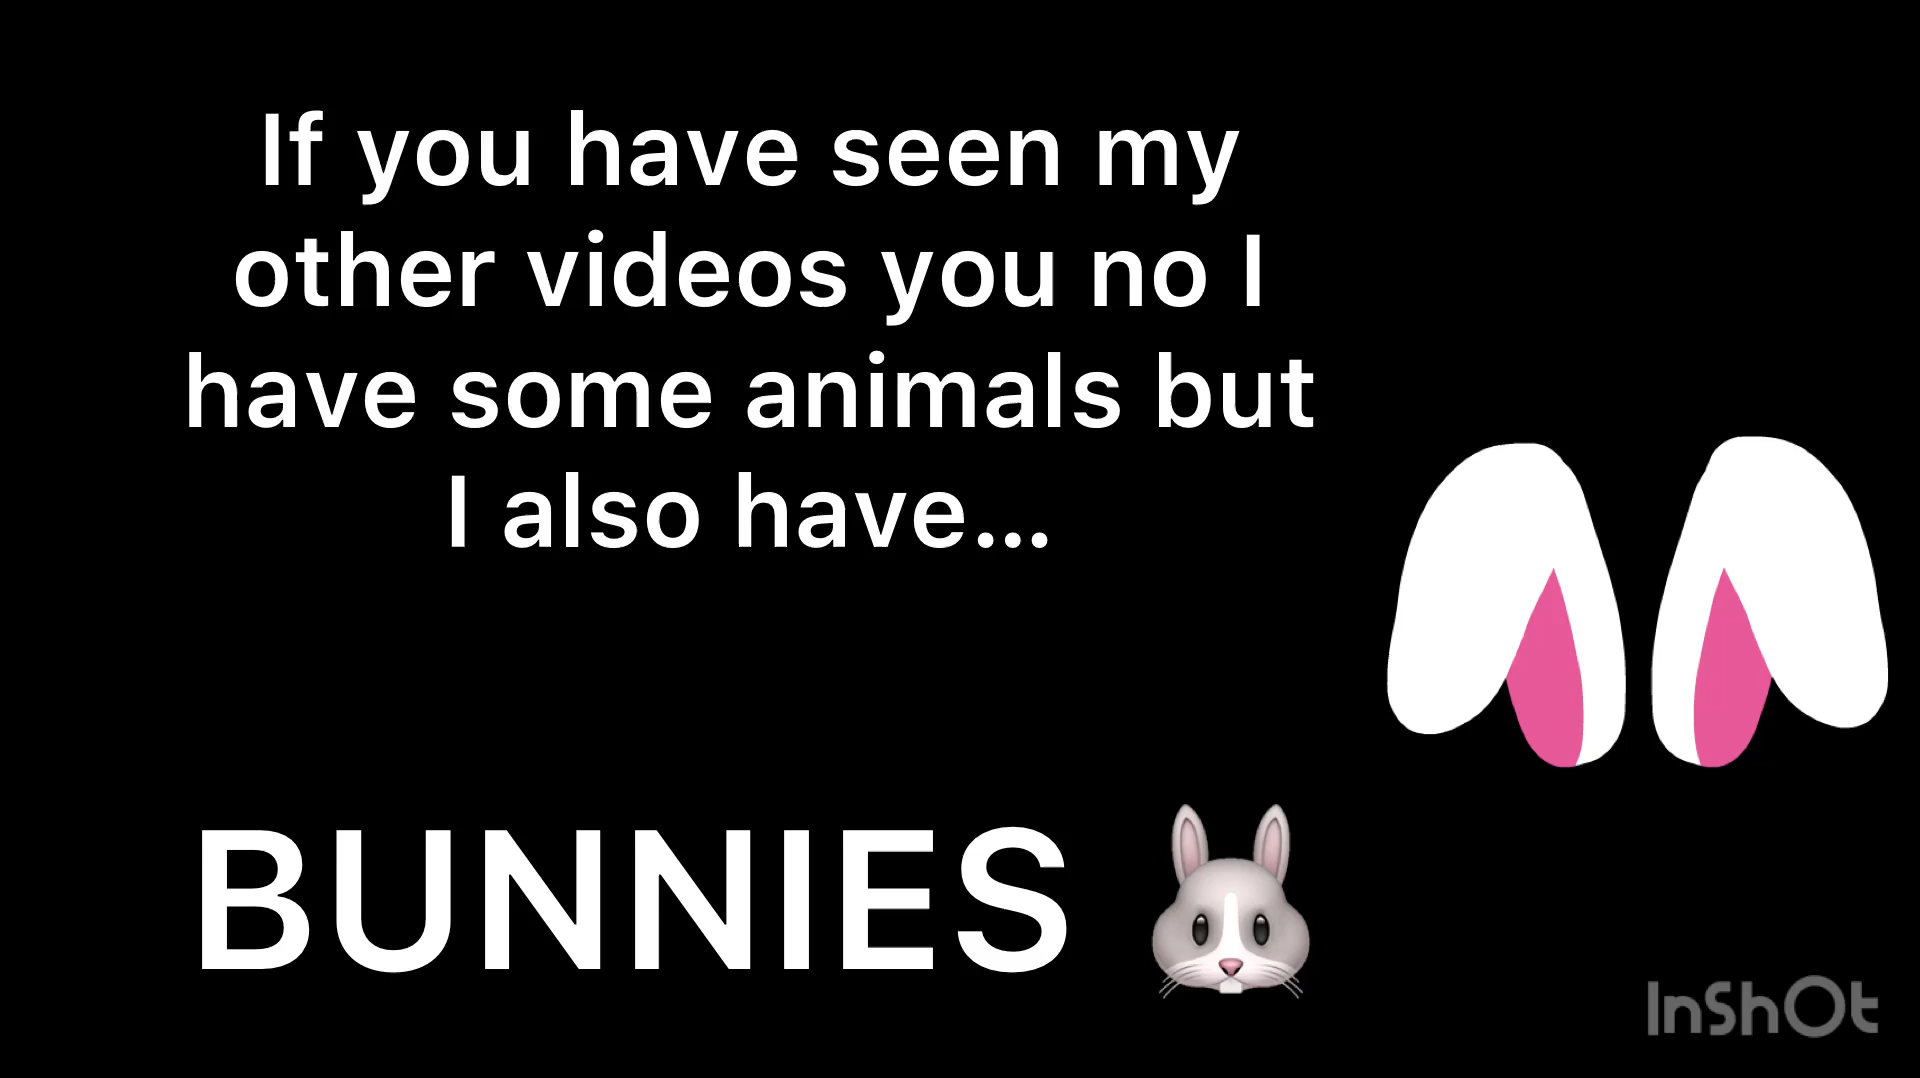 If you have seen my
other videos you no I
have some animals but
I also have...
BUNNIES 🐰
InShOt